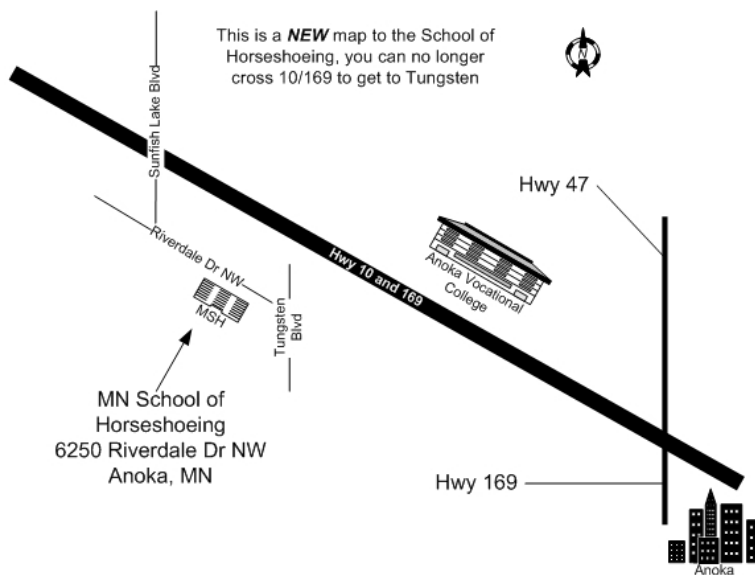 This is a NEW map to the School of
Horseshoeing, you can no longer
cross 10/169 to get to Tungsten
N
Sunfish Lake Blvd
Hwy 47
Riverdale Dr NW
Hwy 10 and 169
Anoka Vocational
College
MSH
Tungsten
Blvd
MN School of
Horseshoeing
6250 Riverdale Dr NW
Anoka, MN
Hwy 169
Anoka